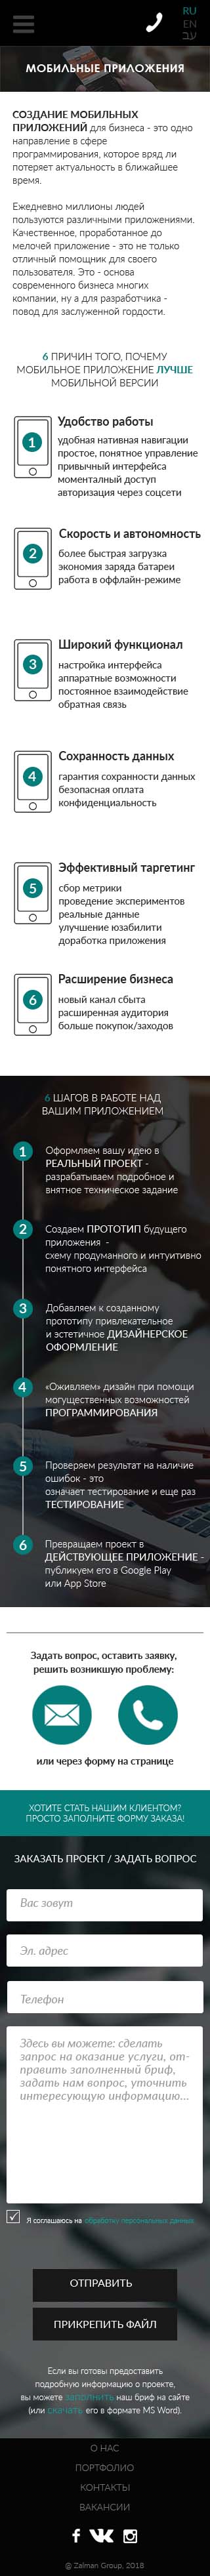 RU
EN
עב
МОБИЛЬНЫЕ ПРИЛОЖЕНИЯ
СОЗДАНИЕ МОБИЛЬНЫХ
ПРИЛОЖЕНИЙ для бизнеса - это одно
направление в сфере
программирования, которое вряд ли
потеряет актуальность в ближайшее
время.
Ежедневно миллионы людей
пользуются различными приложениями.
Качественное, проработанное до
мелочей приложение - это не только
отличный помощник для своего
пользователя. Это - основа
современного бизнеса многих
компании, ну а для разработчика -
повод для заслуженной гордости.
6 ПРИЧИН ТОГО, ПОЧЕМУ
МОБИЛЬНОЕ ПРИЛОЖЕНИЕ ЛУЧШЕ
МОБИЛЬНОЙ ВЕРСИИ
1
Удобство работы
удобная нативная навигации
простое, понятное управление
привычный интерфейса
моменталный доступ
авторизация через соцсети
2
Скорость и автономность
более быстрая загрузка
экономия заряда батареи
работа в оффлайн-режиме
3
Широкий функционал
настройка интерфейса
аппаратные возможности
постоянное взаимодействие
обратная связь
4
Сохранность данных
гарантия сохранности данных
безопасная оплата
конфиденциальность
5
Эффективный таргетинг
сбор метрики
проведение экспериментов
реальные данные
улучшение юзабилити
доработка приложения
6
Расширение бизнеса
новый канал сбыта
расширенная аудитория
больше покупок/заходов
6 ШАГОВ В РАБОТЕ НАД
ВАШИМ ПРИЛОЖЕНИЕМ
1
Оформляем вашу идею в
РЕАЛЬНЫЙ ПРОЕКТ -
разрабатываем подробное и
внятное техническое задание
2
Создаем ПРОТОТИП будущего
приложения -
схему продуманного и интуитивно
понятного интерфейса
3
Добавляем к созданному
прототипу привлекательное
и эстетичное ДИЗАЙНЕРСКОЕ
ОФОРМЛЕНИЕ
4
«Оживляем» дизайн при помощи
могущественных возможностей
ПРОГРАММИРОВАНИЯ
5
Проверяем результат на наличие
ошибок - это
означает тестирование и еще раз
ТЕСТИРОВАНИЕ
6
Превращаем проект в
ДЕЙСТВУЮЩЕЕ ПРИЛОЖЕНИЕ -
публикуем его в Google Play
или App Store
Задать вопрос, оставить заявку,
решить возникшую проблему:
или через форму на странице
ХОТИТЕ СТАТЬ НАШИМ КЛИЕНТОМ?
ПРОСТО ЗАПОЛНИТЕ ФОРМУ ЗАКАЗА!
ЗАКАЗАТЬ ПРОЕКТ / ЗАДАТЬ ВОПРОС
Вас зовут
Эл. адрес
Телефон
Здесь вы можете: сделать
запрос на оказание услуги, от-
править заполненный бриф,
задать нам вопрос, уточнить
интересующую информацию...
Я соглашаюсь на обработку персональных данных
ОТПРАВИТЬ
ПРИКРЕПИТЬ ФАЙЛ
Если вы готовы предоставить
подробную информацию о проекте,
вы можете заполнить наш бриф на сайте
(или скачать его в формате MS Word).
О НАС
ПОРТФОЛИО
КОНТАКТЫ
ВАКАНСИИ
@ Zalman Group, 2018